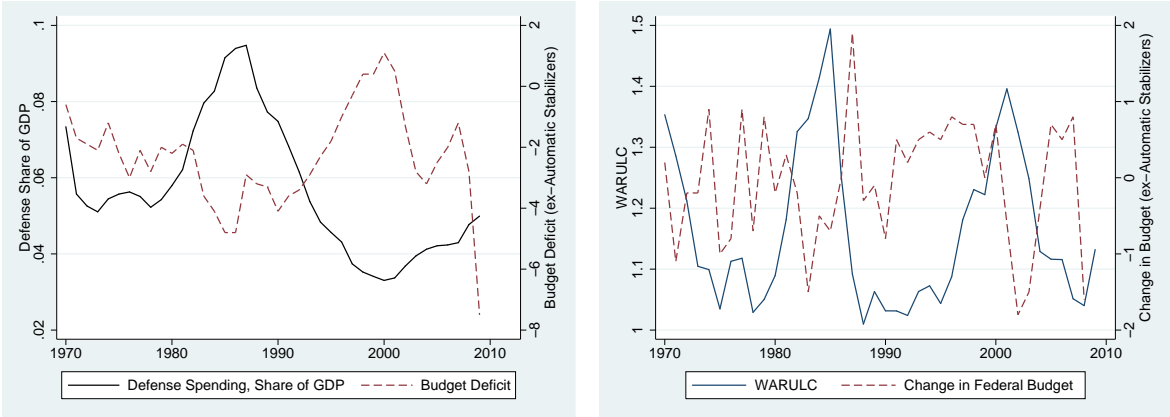 Defense Share of GDP
.02 .04 .06 .08 .1
−8 −6 −4 −2 0 2
Budget Deficit (ex−Automatic Stabilizers)
1970 1980 1990 2000 2010
Defense Spending, Share of GDP Budget Deficit
WARULC
1 1.1 1.2 1.3 1.4 1.5
−2 −1 0 1 2
Change in Budget (ex−Automatic Stabilizers)
1970 1980 1990 2000 2010
WARULC Change in Federal Budget